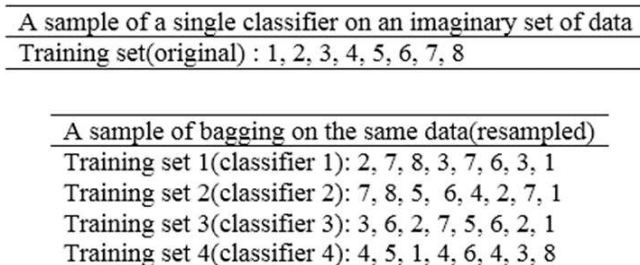 A sample of a single classifier on an imaginary set of data
Training set(original) : 1, 2, 3, 4, 5, 6, 7, 8
A sample of bagging on the same data(resampled)
Training set 1(classifier 1): 2, 7, 8, 3, 7, 6, 3, 1
Training set 2(classifier 2): 7, 8, 5, 6, 4, 2, 7, 1
Training set 3(classifier 3): 3, 6, 2, 7, 5, 6, 2, 1
Training set 4(classifier 4): 4, 5, 1, 4, 6, 4, 3, 8